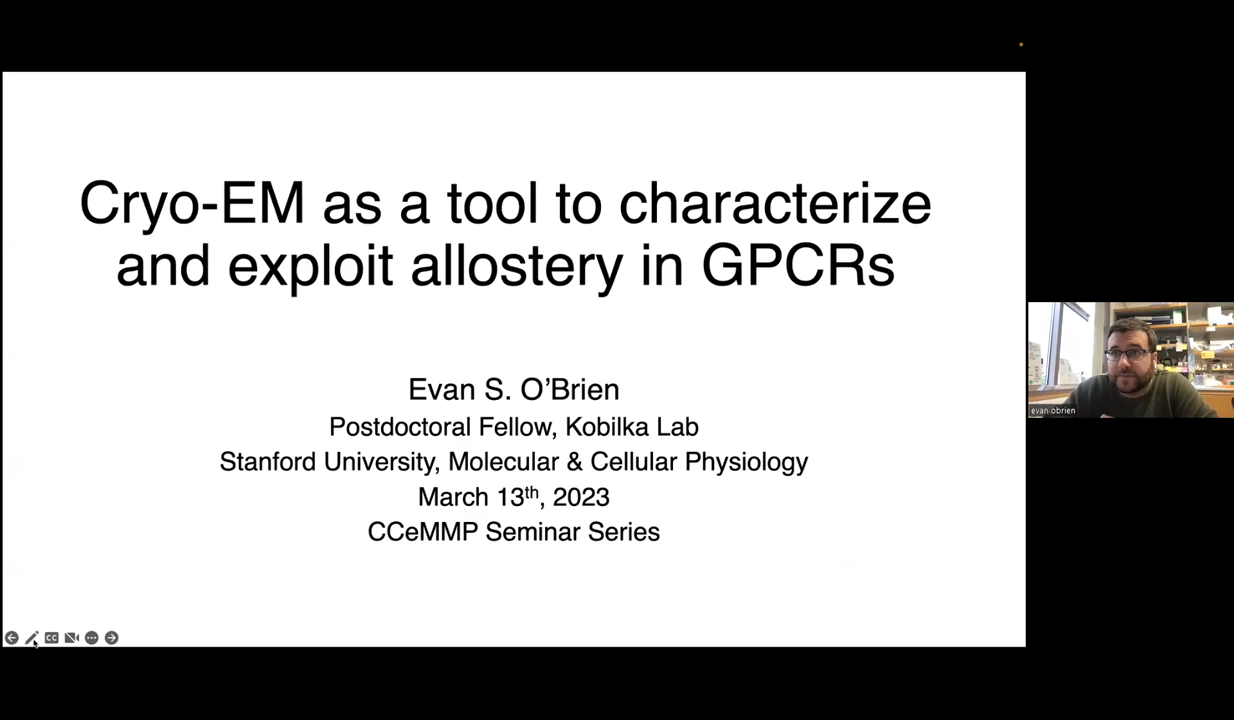 Cryo-EM as a tool to characterize
and exploit allostery in GPCRs
Evan S. O’Brien
Postdoctoral Fellow, Kobilka Lab
Stanford University, Molecular & Cellular Physiology
March 13th, 2023
CCeMMP Seminar Series
CC
evan obrien